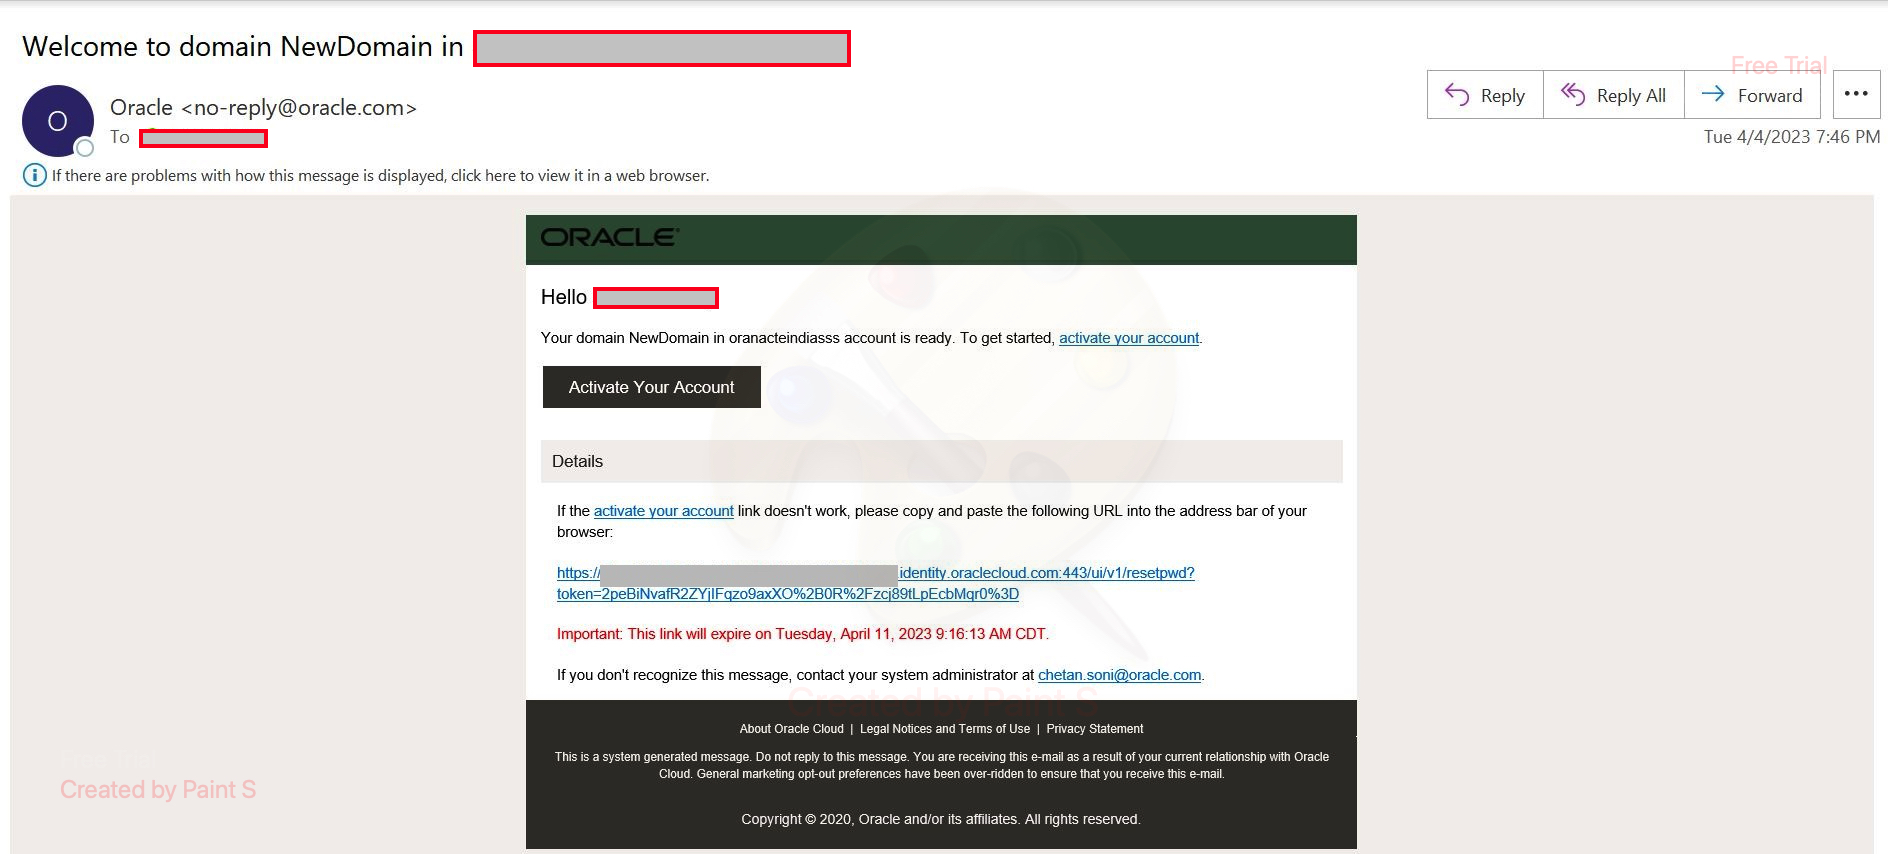 Welcome to domain NewDomain in
Free Trial
Reply
Reply All
Forward
O
Oracle <no-reply@oracle.com>
To
Tue 4/4/2023 7:46 PM
If there are problems with how this message is displayed, click here to view it in a web browser.
ORACLE
Hello
Your domain NewDomain in oranacteindiasss account is ready. To get started, activate your account.
Activate Your Account
Details
If the activate your account link doesn't work, please copy and paste the following URL into the address bar of your
browser:
https:// .identity.oraclecloud.com:443/ui/v1/resetpwd?
token=2peBiNvafR2ZYjIFqzo9axXO%2B0R%2Fzcj89tLpEcbMqr0%3D
Important: This link will expire on Tuesday, April 11, 2023 9:16:13 AM CDT.
If you don't recognize this message, contact your system administrator at chetan.soni@oracle.com.
Created by Paint S
About Oracle Cloud | Legal Notices and Terms of Use | Privacy Statement
This is a system generated message. Do not reply to this message. You are receiving this e-mail as a result of your current relationship with Oracle
Cloud. General marketing opt-out preferences have been over-ridden to ensure that you receive this e-mail.
Free Trial
Created by Paint S
Copyright © 2020, Oracle and/or its affiliates. All rights reserved.